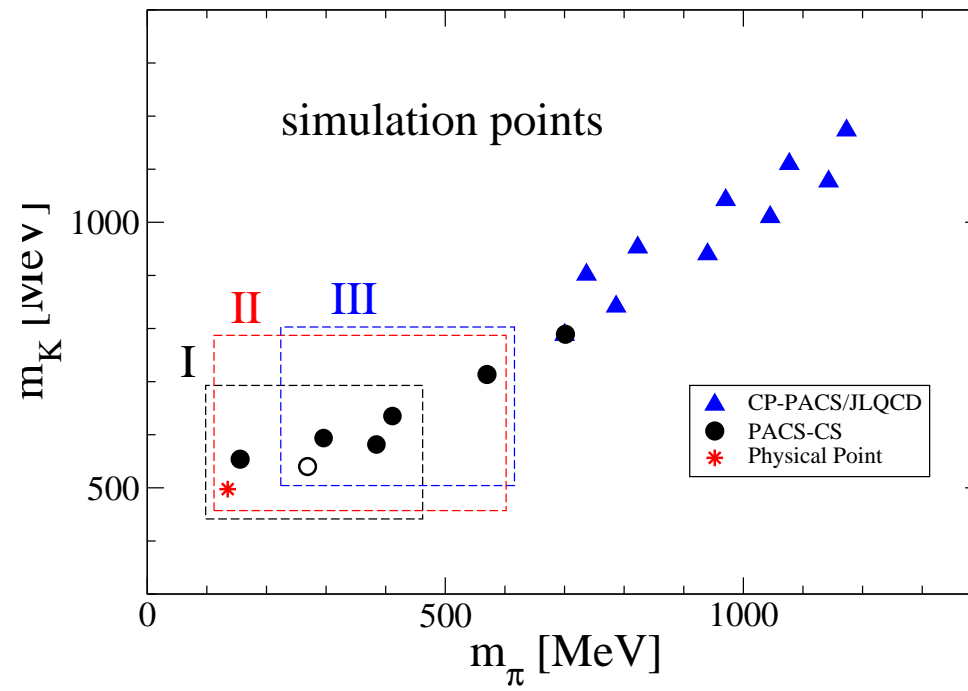 simulation points
1000
m_K [MeV]
II
III
I
CP-PACS/JLQCD
PACS-CS
Physical Point
500
0
500
1000
m_π [MeV]